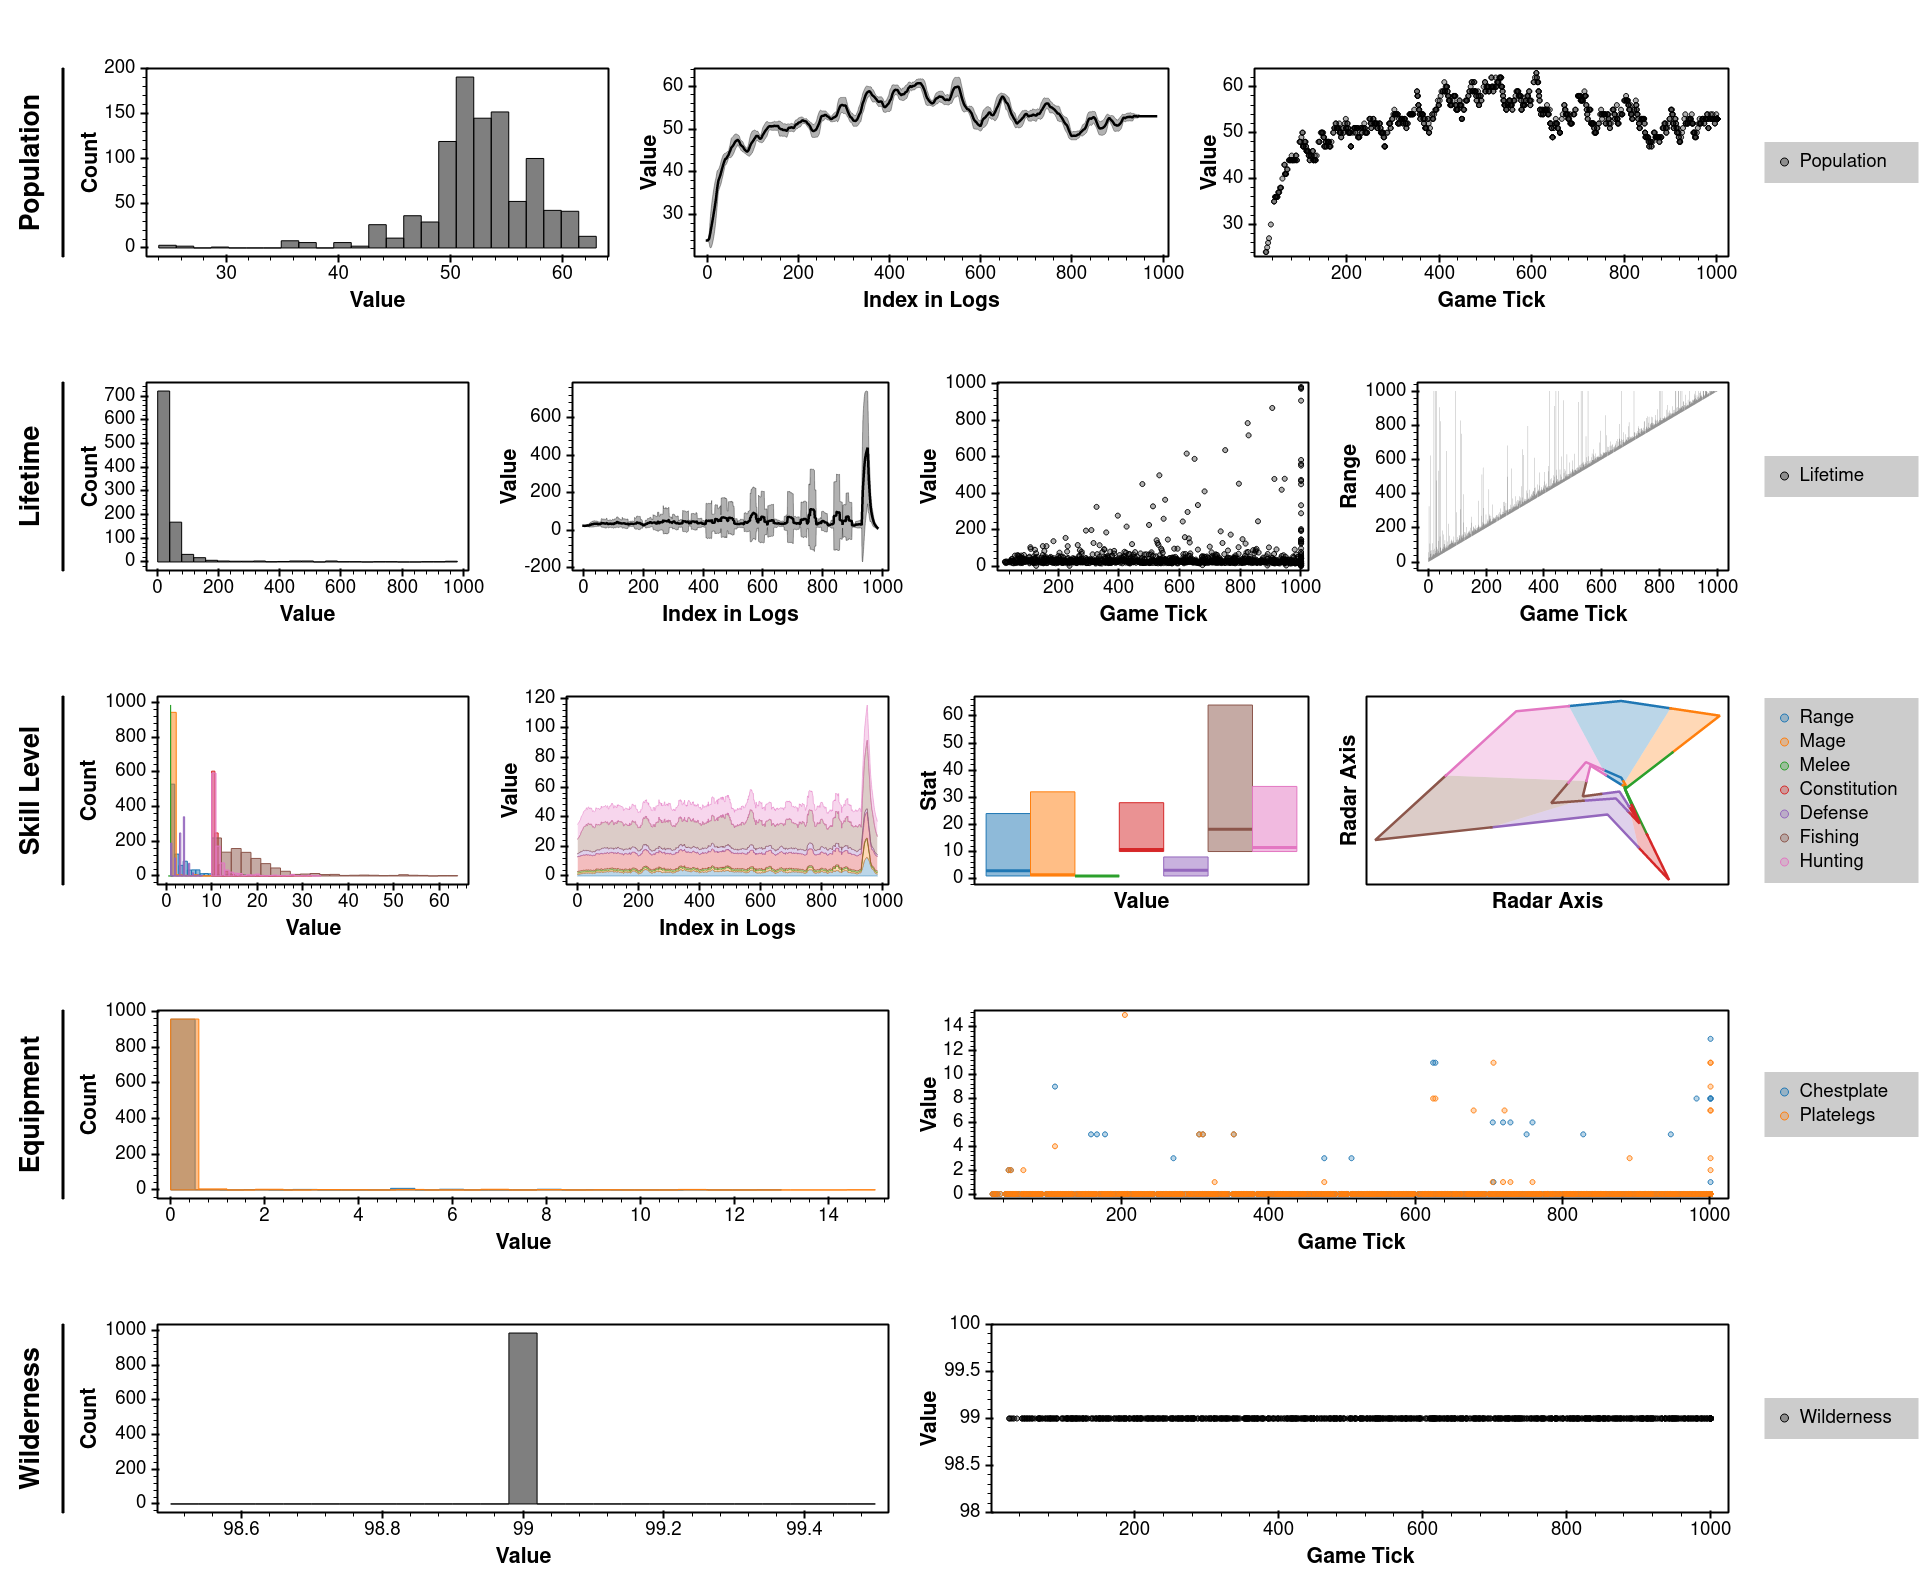 Population
Count
200
150
100
50
0
30 40 50 60
Value
Value
60
50
40
30
0 200 400 600 800 1000
Index in Logs
Value
60
50
40
30
200 400 600 800 1000
Game Tick
Population
Lifetime
Count
700
600
500
400
300
200
100
0
0 200 400 600 800 1000
Value
Value
600
400
200
0
-200
0 200 400 600 800 1000
Index in Logs
Value
1000
800
600
400
200
0
200 400 600 800 1000
Game Tick
Range
1000
800
600
400
200
0
0 200 400 600 800 1000
Game Tick
Lifetime
Skill Level
Count
1000
800
600
400
200
0
0 10 20 30 40 50 60
Value
Value
120
100
80
60
40
20
0
0 200 400 600 800 1000
Index in Logs
Stat
60
50
40
30
20
10
0
Value
Radar Axis
Radar Axis
Range
Mage
Melee
Constitution
Defense
Fishing
Hunting
Equipment
Count
1000
800
600
400
200
0
0 2 4 6 8 10 12 14
Value
Value
14
12
10
8
6
4
2
0
200 400 600 800 1000
Game Tick
Chestplate
Platelegs
Wilderness
Count
1000
800
600
400
200
0
98.6 98.8 99 99.2 99.4
Value
Value
100
99.5
99
98.5
98
200 400 600 800 1000
Game Tick
Wilderness